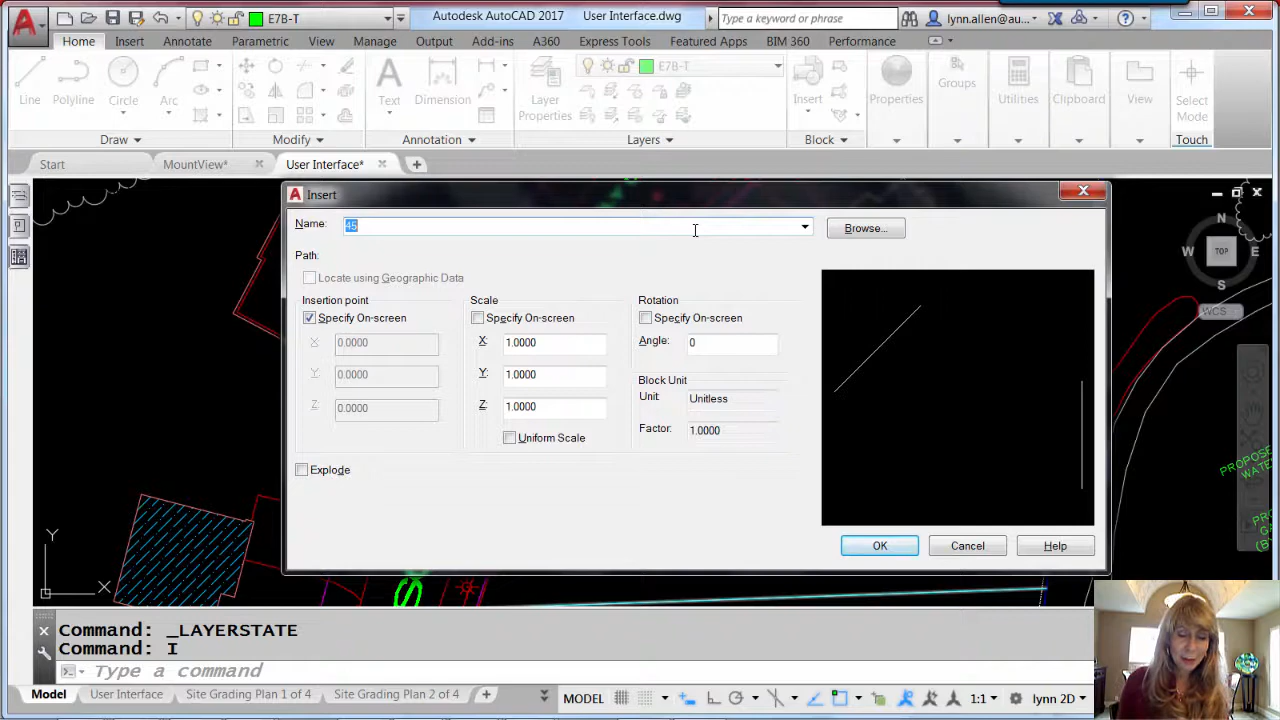 E7B-T
Autodesk AutoCAD 2017 User Interface.dwg
Type a keyword or phrase
lynn.allen@au...
Home Insert Annotate Parametric View Manage Output Add-ins A360 Express Tools Featured Apps BIM 360 Performance
E7B-T
Line Polyline Circle Arc Text Dimension Layer Properties Insert Properties Groups Utilities Clipboard View Select Mode
Draw Modify Annotation Layers Block Touch
Start MountView* User Interface*
Insert
Name: 45 Browse...
Path:
Locate using Geographic Data
Insertion point Scale Rotation
Specify On-screen Specify On-screen Specify On-screen
X: 0.0000 X: 1.0000 Angle: 0
Y: 0.0000 Y: 1.0000 Block Unit
Unit: Unitless
Z: 0.0000 Z: 1.0000
Factor: 1.0000
Uniform Scale
Explode
OK Cancel Help
N
W TOP E
S
WCS
Y
X
S
Command: _LAYERSTATE
Command: I
Type a command
Model User Interface Site Grading Plan 1 of 4 Site Grading Plan 2 of 4
MODEL 1:1 lynn 2D